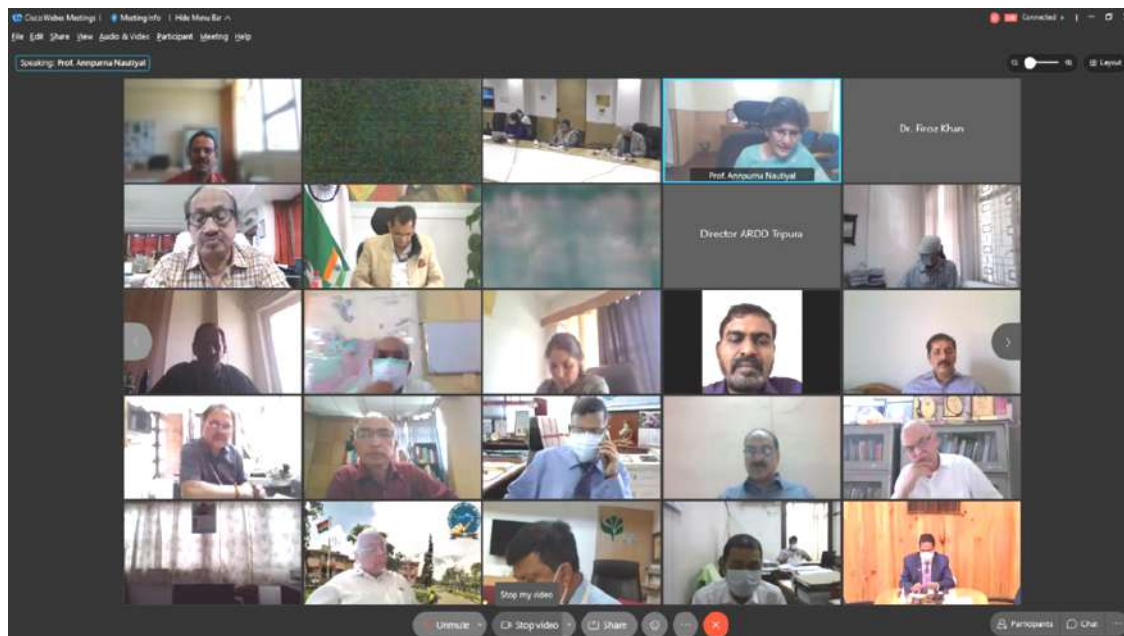 Cisco Webex Meetings | Meeting Info | Hide Menu Bar
Connected
File Edit Share View Audio & Video Participant Meeting Help
Speaking: Prof. Annpurna Nautiyal
Layout
Prof. Annpurna Nautiyal
Dr. Firoz Khan
Director AROD Tripura
Stop my video
Unmute
Stop video
Share
Participants
Chat